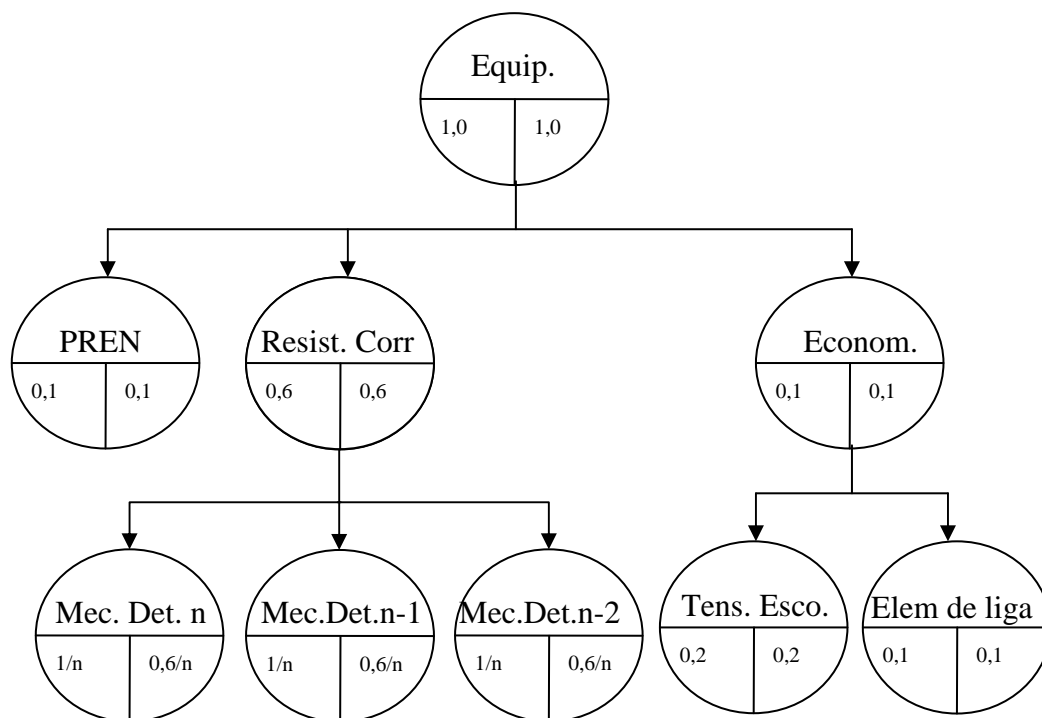 Equip.
1,0 1,0
PREN
0,1 0,1
Resist. Corr
0,6 0,6
Econom.
0,1 0,1
Mec. Det. n
1/n 0,6/n
Mec.Det.n-1
1/n 0,6/n
Mec.Det.n-2
1/n 0,6/n
Tens. Esco.
0,2 0,2
Elem de liga
0,1 0,1